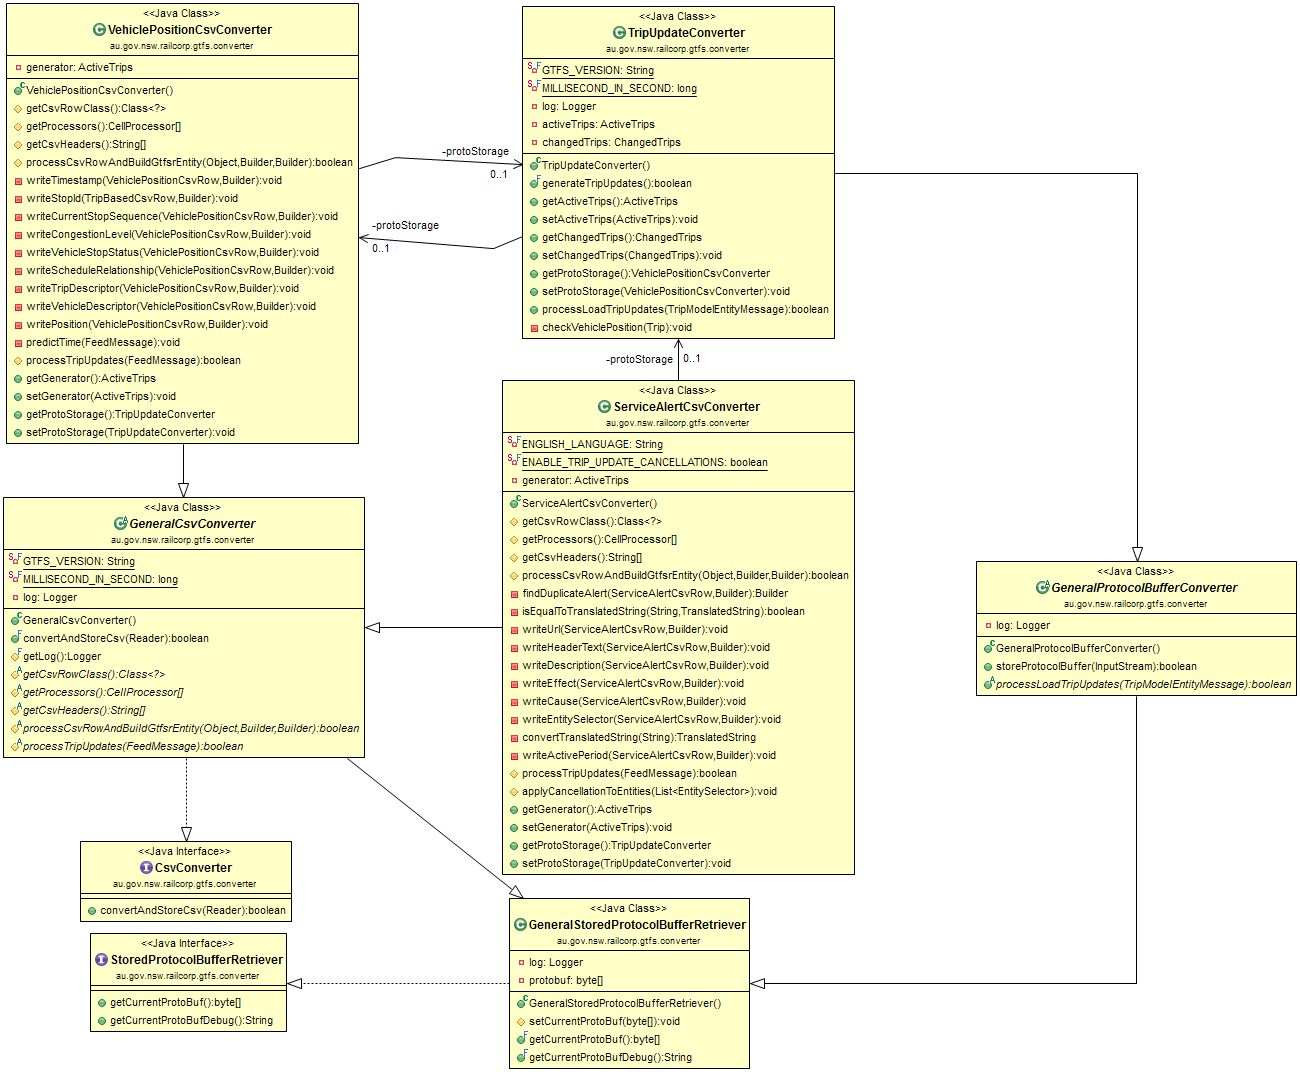 <<Java Class>>
VehiclePositionCsvConverter
au.gov.nsw.railcorp.gtfs.converter
generator: ActiveTrips
VehiclePositionCsvConverter()
getCsvRowClass():Class<?>
getProcessors():CellProcessor[]
getCsvHeaders():String[]
processCsvRowAndBuildGtfsrEntity(Object,Builder,Builder):boolean
writeTimestamp(VehiclePositionCsvRow,Builder):void
writeStopId(TripBasedCsvRow,Builder):void
writeCurrentStopSequence(VehiclePositionCsvRow,Builder):void
writeCongestionLevel(VehiclePositionCsvRow,Builder):void
writeVehicleStopStatus(VehiclePositionCsvRow,Builder):void
writeScheduleRelationship(VehiclePositionCsvRow,Builder):void
writeTripDescriptor(VehiclePositionCsvRow,Builder):void
writeVehicleDescriptor(VehiclePositionCsvRow,Builder):void
writePosition(VehiclePositionCsvRow,Builder):void
predictTime(FeedMessage):void
processTripUpdates(FeedMessage):boolean
getGenerator():ActiveTrips
setGenerator(ActiveTrips):void
getProtoStorage():TripUpdateConverter
setProtoStorage(TripUpdateConverter):void
-protoStorage
0..1
-protoStorage
0..1
<<Java Class>>
TripUpdateConverter
au.gov.nsw.railcorp.gtfs.converter
GTFS_VERSION: String
MILLISECOND_IN_SECOND: long
log: Logger
activeTrips: ActiveTrips
changedTrips: ChangedTrips
TripUpdateConverter()
generateTripUpdates():boolean
getActiveTrips():ActiveTrips
setActiveTrips(ActiveTrips):void
getChangedTrips():ChangedTrips
setChangedTrips(ChangedTrips):void
getProtoStorage():VehiclePositionCsvConverter
setProtoStorage(VehiclePositionCsvConverter):void
processLoadTripUpdates(TripModelEntityMessage):boolean
checkVehiclePosition(Trip):void
-protoStorage
0..1
<<Java Class>>
ServiceAlertCsvConverter
au.gov.nsw.railcorp.gtfs.converter
ENGLISH_LANGUAGE: String
ENABLE_TRIP_UPDATE_CANCELLATIONS: boolean
generator: ActiveTrips
ServiceAlertCsvConverter()
getCsvRowClass():Class<?>
getProcessors():CellProcessor[]
getCsvHeaders():String[]
processCsvRowAndBuildGtfsrEntity(Object,Builder,Builder):boolean
findDuplicateAlert(ServiceAlertCsvRow,Builder):Builder
isEqualToTranslatedString(String,TranslatedString):boolean
writeUrl(ServiceAlertCsvRow,Builder):void
writeHeaderText(ServiceAlertCsvRow,Builder):void
writeDescription(ServiceAlertCsvRow,Builder):void
writeEffect(ServiceAlertCsvRow,Builder):void
writeCause(ServiceAlertCsvRow,Builder):void
writeEntitySelector(ServiceAlertCsvRow,Builder):void
convertTranslatedString(String):TranslatedString
writeActivePeriod(ServiceAlertCsvRow,Builder):void
processTripUpdates(FeedMessage):boolean
applyCancellationToEntities(List<EntitySelector>):void
getGenerator():ActiveTrips
setGenerator(ActiveTrips):void
getProtoStorage():TripUpdateConverter
setProtoStorage(TripUpdateConverter):void
<<Java Class>>
GeneralCsvConverter
au.gov.nsw.railcorp.gtfs.converter
GTFS_VERSION: String
MILLISECOND_IN_SECOND: long
log: Logger
GeneralCsvConverter()
convertAndStoreCsv(Reader):boolean
getLog():Logger
getCsvRowClass():Class<?>
getProcessors():CellProcessor[]
getCsvHeaders():String[]
processCsvRowAndBuildGtfsrEntity(Object,Builder,Builder):boolean
processTripUpdates(FeedMessage):boolean
<<Java Class>>
GeneralProtocolBufferConverter
au.gov.nsw.railcorp.gtfs.converter
log: Logger
GeneralProtocolBufferConverter()
storeProtocolBuffer(InputStream):boolean
processLoadTripUpdates(TripModelEntityMessage):boolean
<<Java Interface>>
CsvConverter
au.gov.nsw.railcorp.gtfs.converter
convertAndStoreCsv(Reader):boolean
<<Java Interface>>
StoredProtocolBufferRetriever
au.gov.nsw.railcorp.gtfs.converter
getCurrentProtoBuf():byte[]
getCurrentProtoBufDebug():String
<<Java Class>>
GeneralStoredProtocolBufferRetriever
au.gov.nsw.railcorp.gtfs.converter
log: Logger
protobuf: byte[]
GeneralStoredProtocolBufferRetriever()
setCurrentProtoBuf(byte[]):void
getCurrentProtoBuf():byte[]
getCurrentProtoBufDebug():String